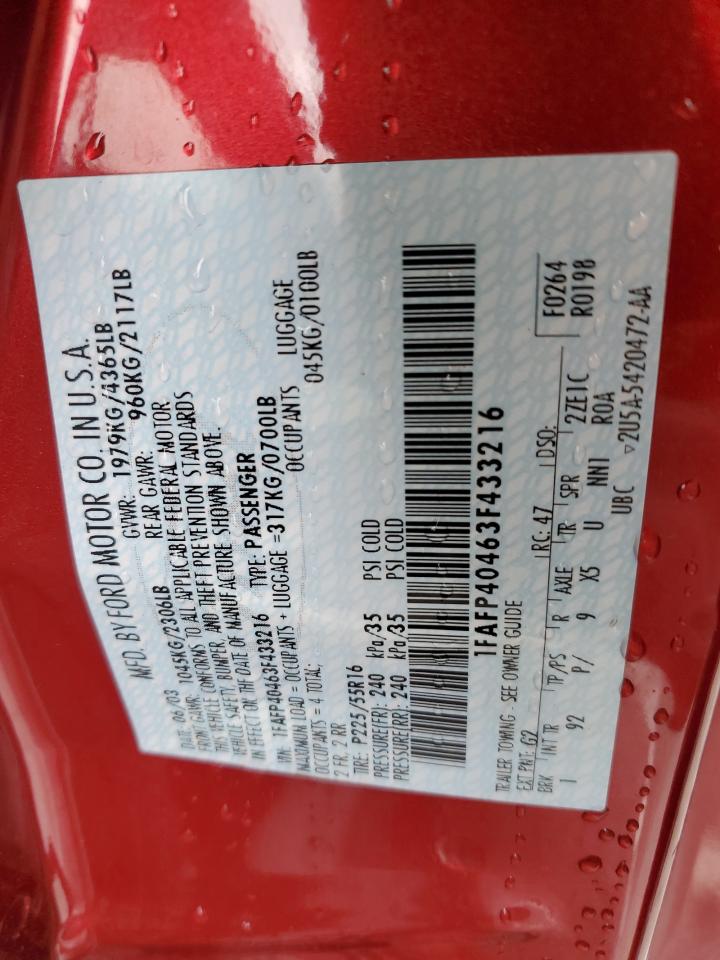 MFD. BY FORD MOTOR CO. IN U.S.A.
DATE: 06/03 GVWR: 1979KG/4365LB
FRONT GAWR: 1045KG/2306LB REAR GAWR: 960KG/2117LB
THIS VEHICLE CONFORMS TO ALL APPLICABLE FEDERAL MOTOR
VEHICLE SAFETY, BUMPER, AND THEFT PREVENTION STANDARDS
IN EFFECT ON THE DATE OF MANUFACTURE SHOWN ABOVE.
VIN: 1FAFP40463F433216 TYPE: PASSENGER
MAXIMUM LOAD = OCCUPANTS + LUGGAGE =317KG/0700LB
OCCUPANTS = 4 TOTAL: OCCUPANTS LUGGAGE
2 FR, 2 RR 045KG/0100LB
TIRE: P225/55R16
PRESSURE(FR): 240 kPa/35 PSI COLD
PRESSURE(RR): 240 kPa/35 PSI COLD
1FAFP40463F433216
TRAILER TOWING - SEE OWNER GUIDE
EXT PNT: G2 RC: 47 DSO: F0264
BRK INT TR TP/PS R AXLE TR SPR 2ZE1C R0198
1 92 P/ 9 X5 U NN1 ROA
UBC ▽2U5A-5420472-AA